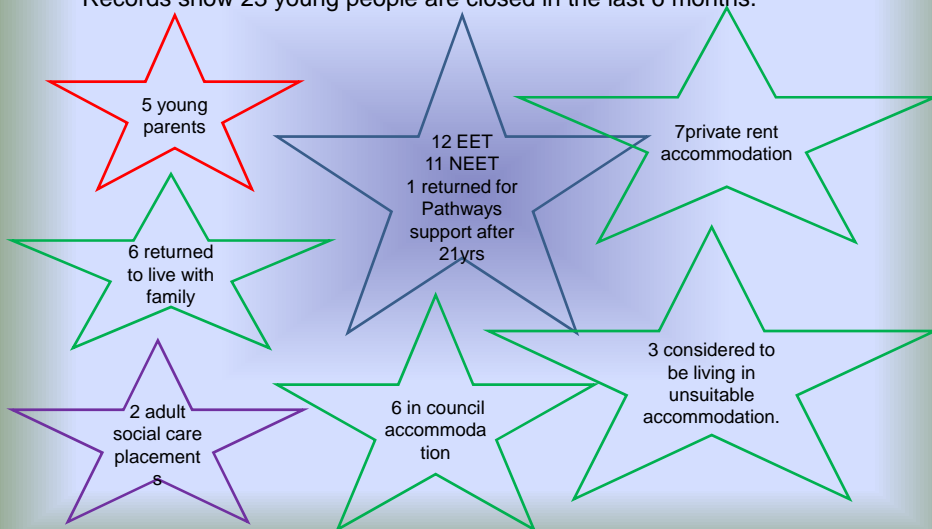 Records show 23 young people are closed in the last 6 months.
5 young
parents
12 EET
11 NEET
1 returned for
Pathways
support after
21yrs
7private rent
accommodation
6 returned
to live with
family
3 considered to
be living in
unsuitable
accommodation.
2 adult
social care
placement
s
6 in council
accommoda
tion